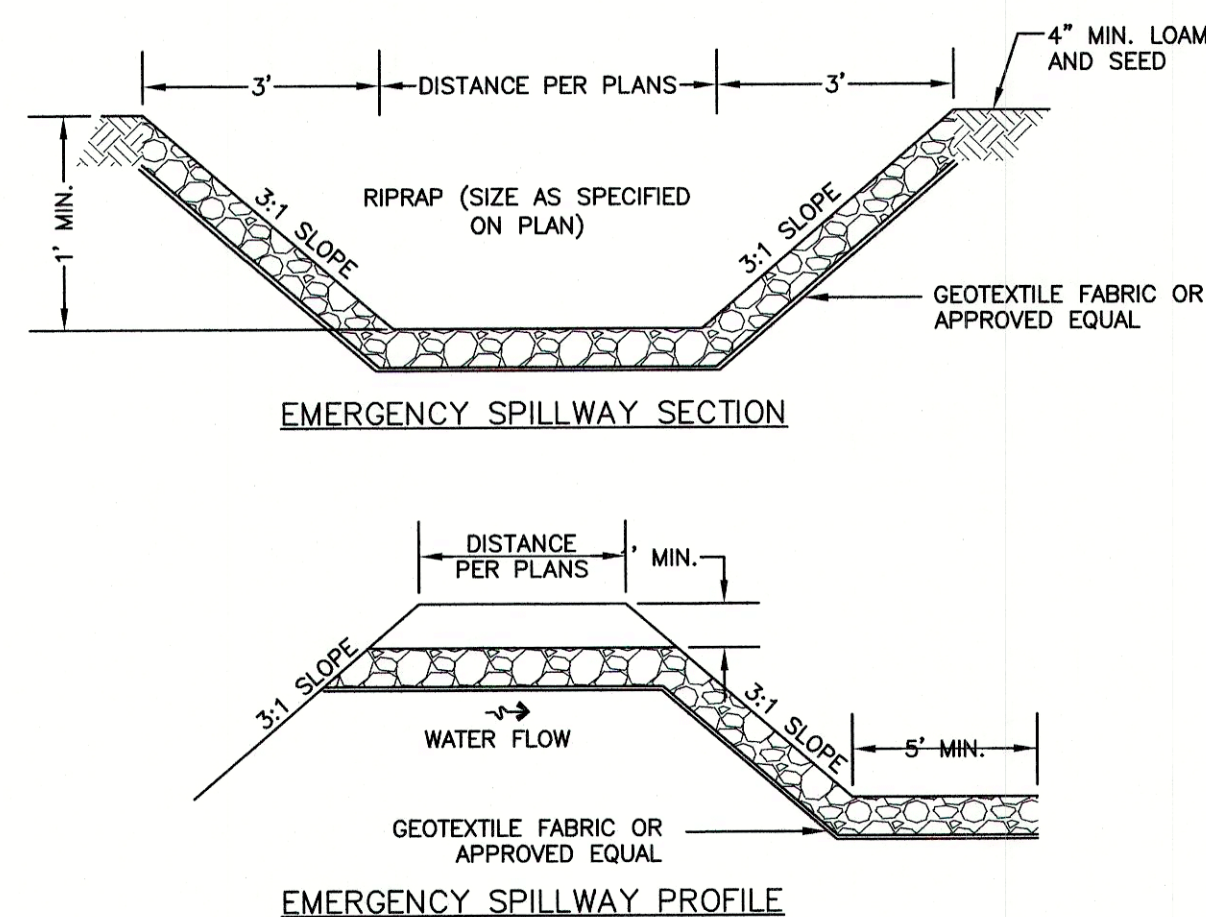 4" MIN. LOAM
AND SEED
3'
DISTANCE PER PLANS
3'
1' MIN.
3:1 SLOPE
RIPRAP (SIZE AS SPECIFIED
ON PLAN)
3:1 SLOPE
GEOTEXTILE FABRIC OR
APPROVED EQUAL
EMERGENCY SPILLWAY SECTION
DISTANCE
PER PLANS
' MIN.
3:1 SLOPE
3:1 SLOPE
WATER FLOW
5' MIN.
GEOTEXTILE FABRIC OR
APPROVED EQUAL
EMERGENCY SPILLWAY PROFILE